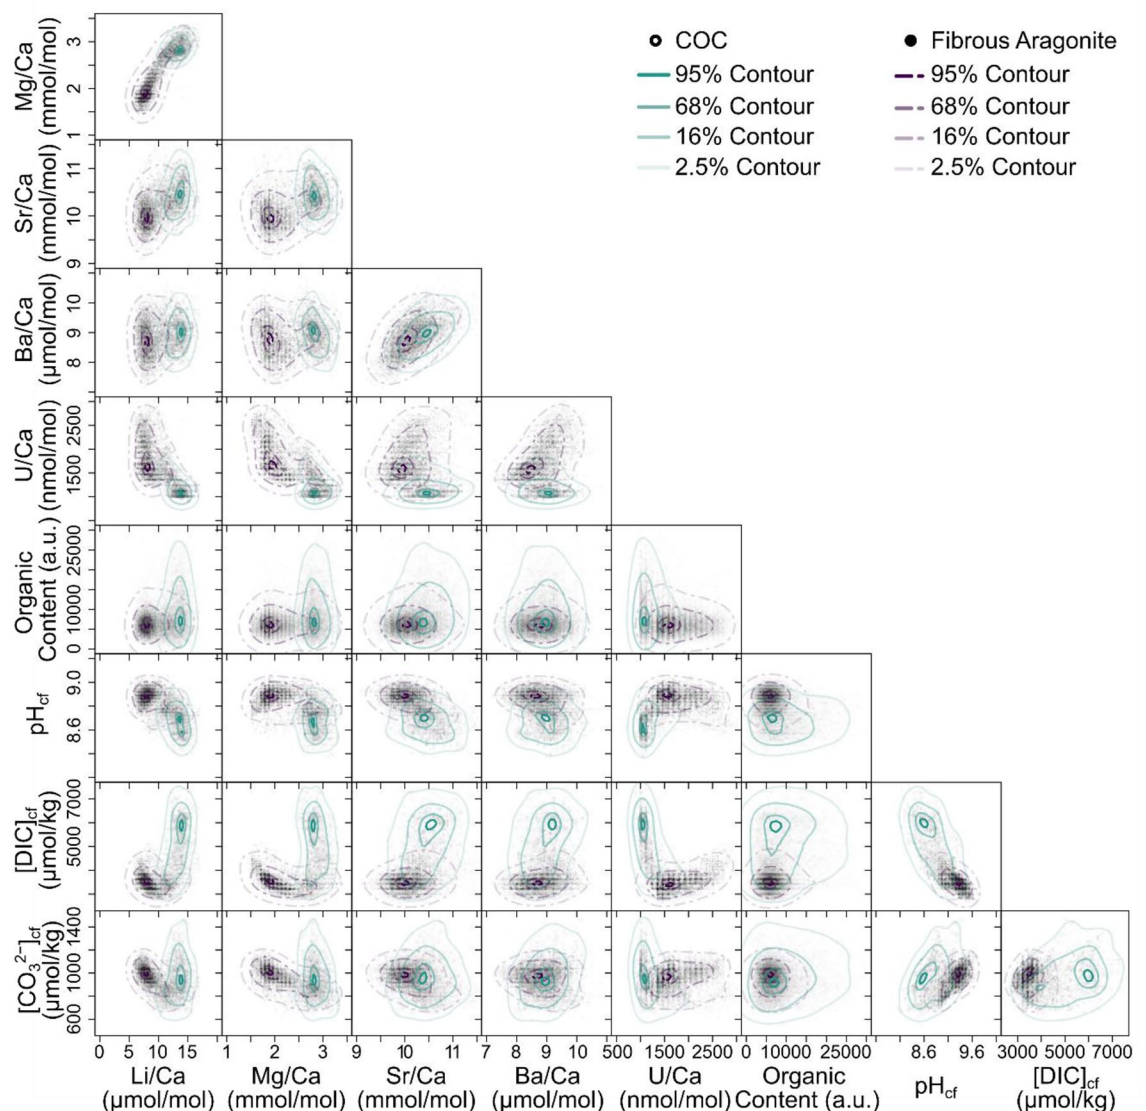 Mg/Ca
(mmol/mol)
1 2 3
COC
Fibrous Aragonite
95% Contour
95% Contour
68% Contour
68% Contour
16% Contour
16% Contour
2.5% Contour
2.5% Contour
Sr/Ca
(mmol/mol)
9 10 11
Ba/Ca
(µmol/mol)
8 9 10
U/Ca
(nmol/mol)
1500 2500
Organic
Content (a.u.)
0 10000 25000
pHcf
8.6 9.0
[DIC]cf
(µmol/kg)
5000 7000
[CO₃²⁻]cf
(µmol/kg)
600 1000 1400
0 5 10 15
1 2 3
9 10 11
7 8 9 10
500 1500 2500
0 10000 30000
8.6 9.6
3000 5000 7000
Li/Ca
(µmol/mol)
Mg/Ca
(mmol/mol)
Sr/Ca
(mmol/mol)
Ba/Ca
(µmol/mol)
U/Ca
(nmol/mol)
Organic
Content (a.u.)
pHcf
[DIC]cf
(µmol/kg)